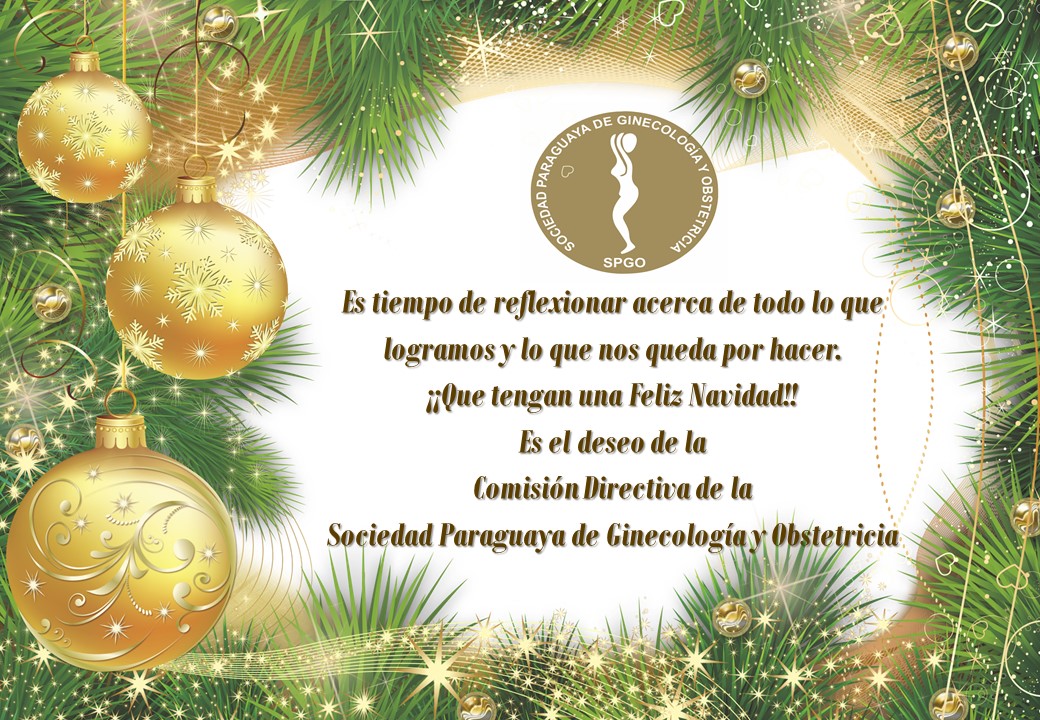 SOCIEDAD PARAGUAYA DE GINECOLOGÍA Y OBSTETRICIA
SPGO
Es tiempo de reflexionar acerca de todo lo que
logramos y lo que nos queda por hacer.
¡¡Que tengan una Feliz Navidad!!
Es el deseo de la
Comisión Directiva de la
Sociedad Paraguaya de Ginecología y Obstetricia